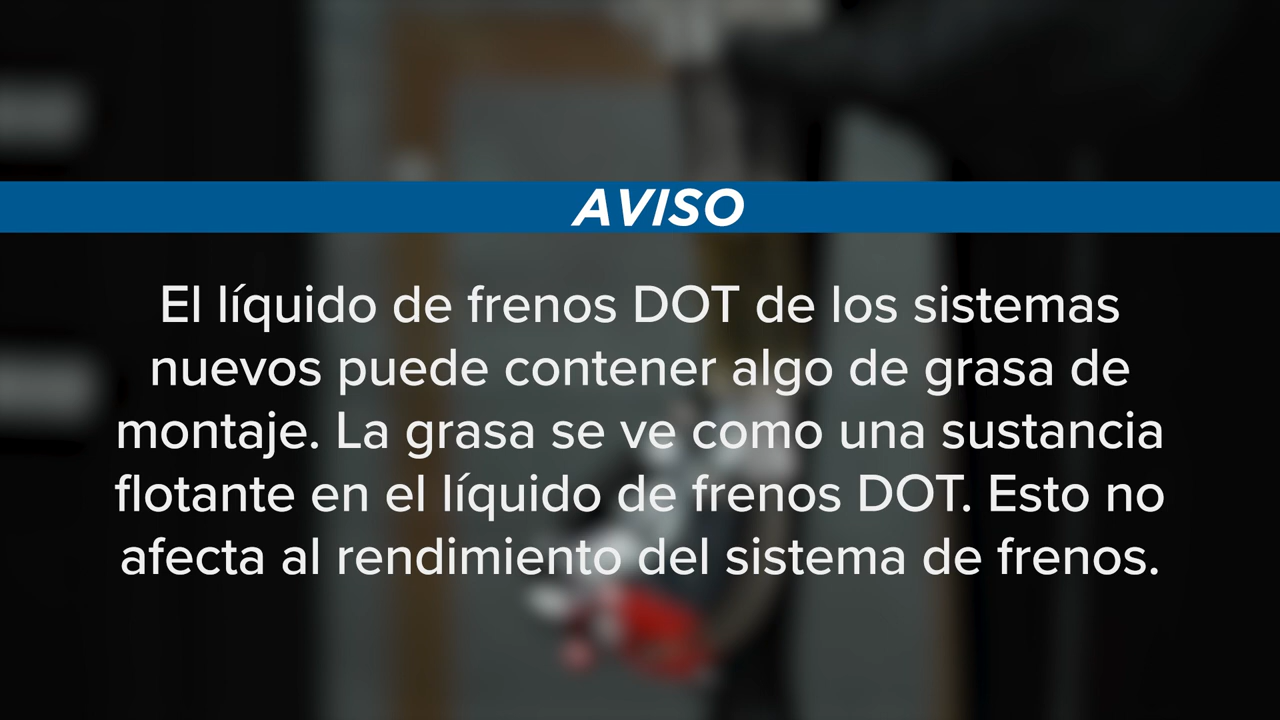 AVISO
El líquido de frenos DOT de los sistemas
nuevos puede contener algo de grasa de
montaje. La grasa se ve como una sustancia
flotante en el líquido de frenos DOT. Esto no
afecta al rendimiento del sistema de frenos.